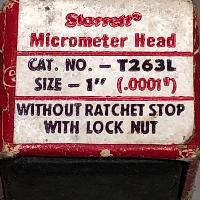 Starrett®
Micrometer Head
CAT. NO. – T263L
SIZE – 1" (.0001")
WITHOUT RATCHET STOP
WITH LOCK NUT